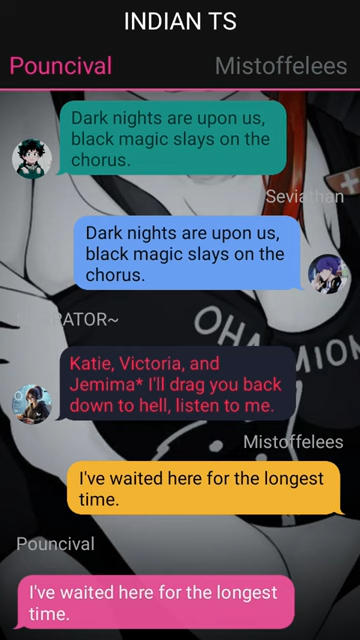 INDIAN TS
Pouncival
Mistoffelees
Dark nights are upon us,
black magic slays on the
chorus.
Seviathan
Dark nights are upon us,
black magic slays on the
chorus.
OHAMION
Katie, Victoria, and
Jemima* I'll drag you back
down to hell, listen to me.
Mistoffelees
I've waited here for the longest
time.
Pouncival
I've waited here for the longest
time.